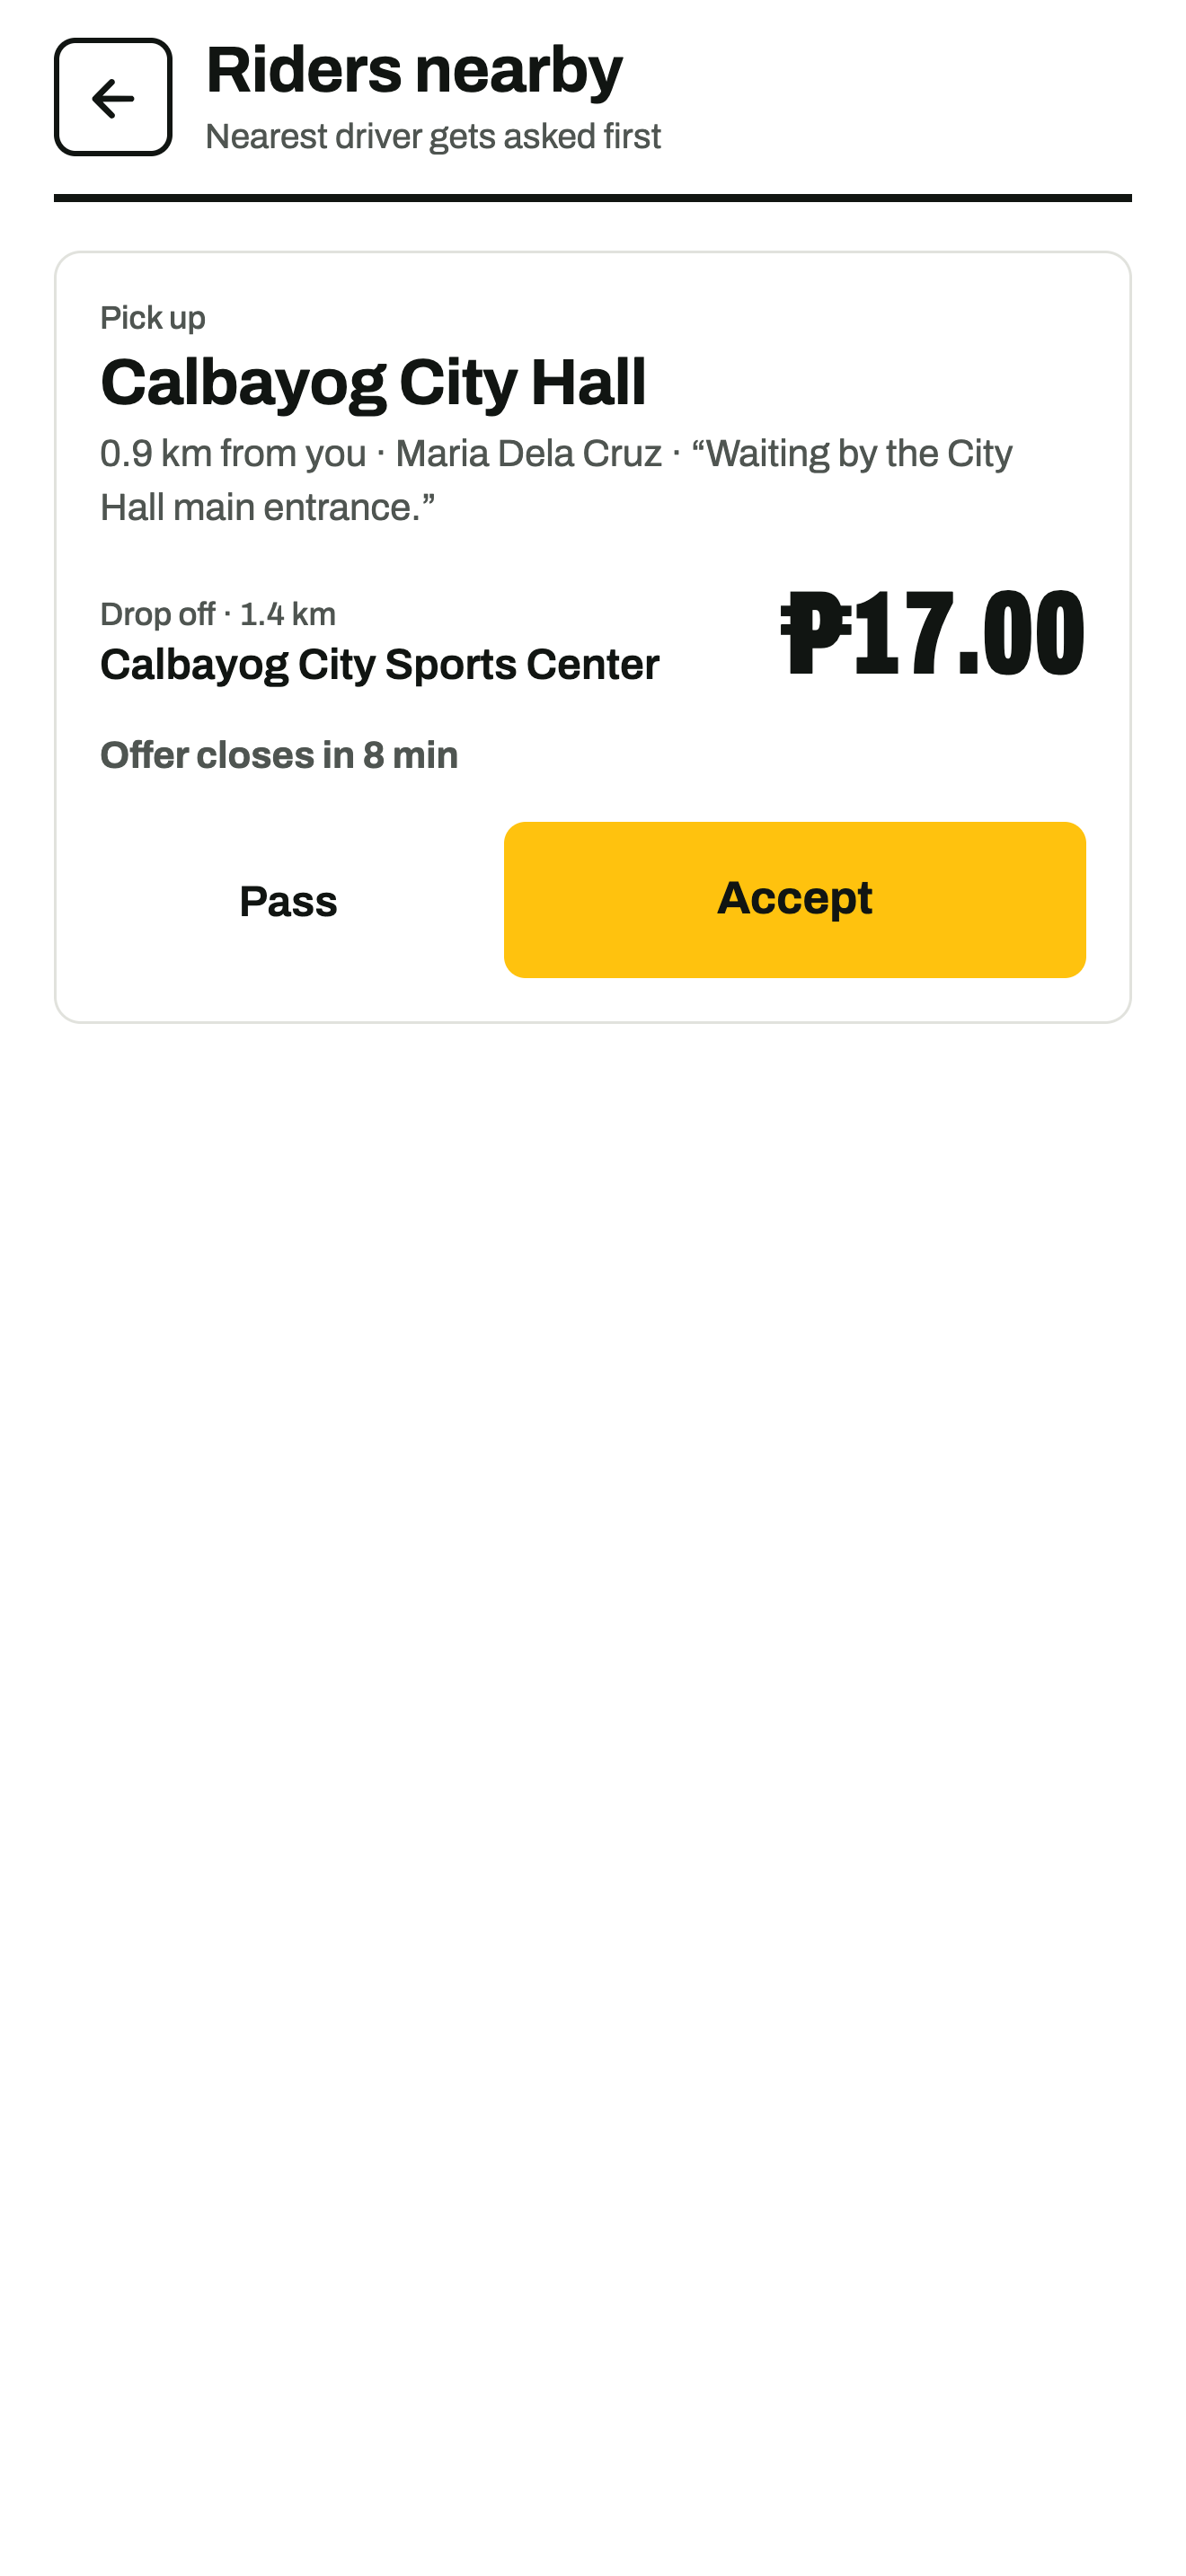 Riders nearby
Nearest driver gets asked first
Pick up
Calbayog City Hall
0.9 km from you · Maria Dela Cruz · “Waiting by the City
Hall main entrance.”
Drop off · 1.4 km
Calbayog City Sports Center
₱17.00
Offer closes in 8 min
Pass
Accept